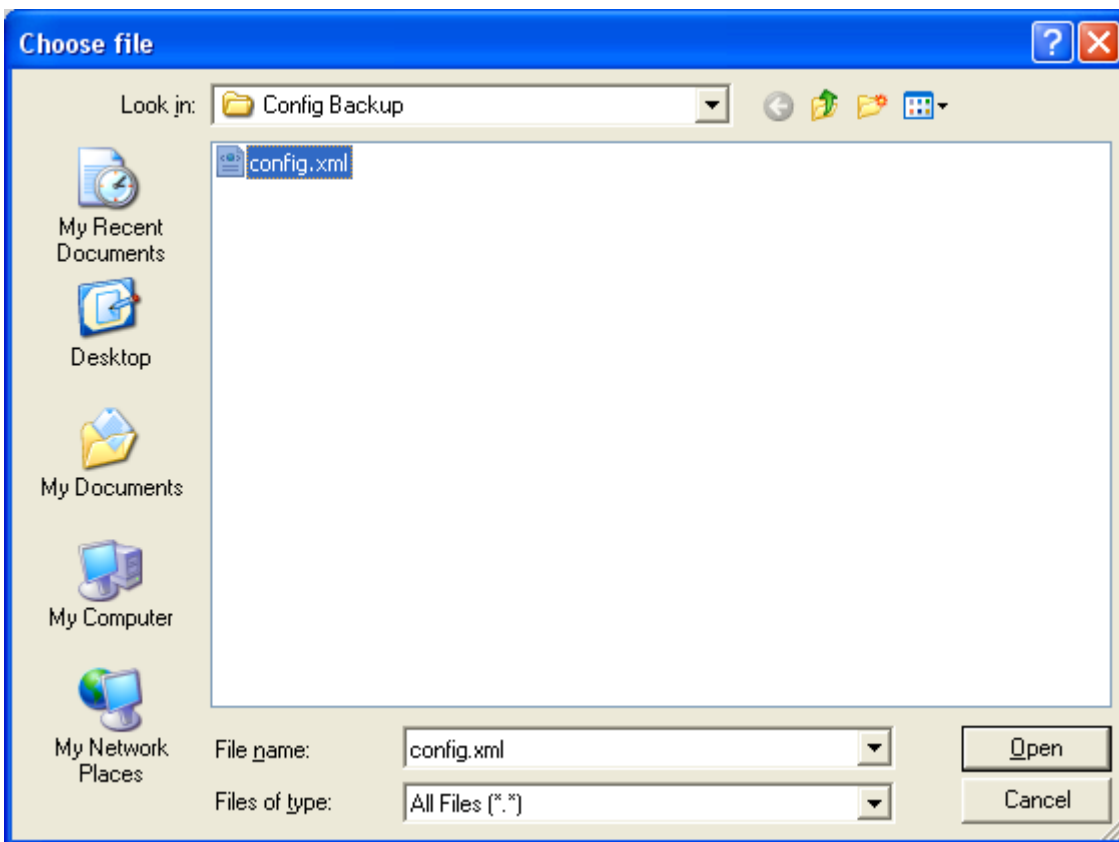 Choose file
Look in: Config Backup
config.xml
My Recent
Documents
Desktop
My Documents
My Computer
My Network
Places
File name: config.xml
Open
Files of type: All Files (*.*)
Cancel